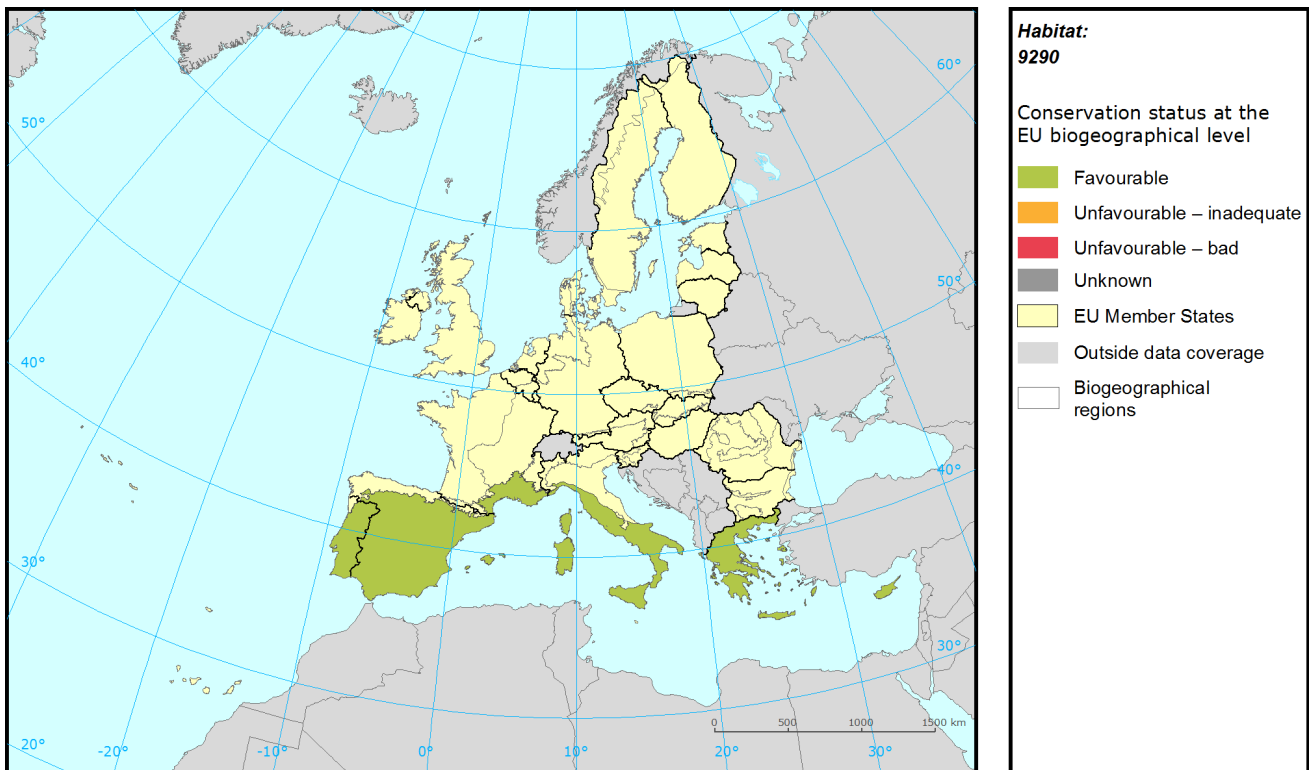 Habitat:
9290
Conservation status at the
EU biogeographical level
Favourable
Unfavourable – inadequate
Unfavourable – bad
Unknown
EU Member States
Outside data coverage
Biogeographical
regions
60°
50°
50°
40°
40°
30°
30°
20°
-20°
-10°
0°
10°
20°
30°
0 500 1000 1500 km